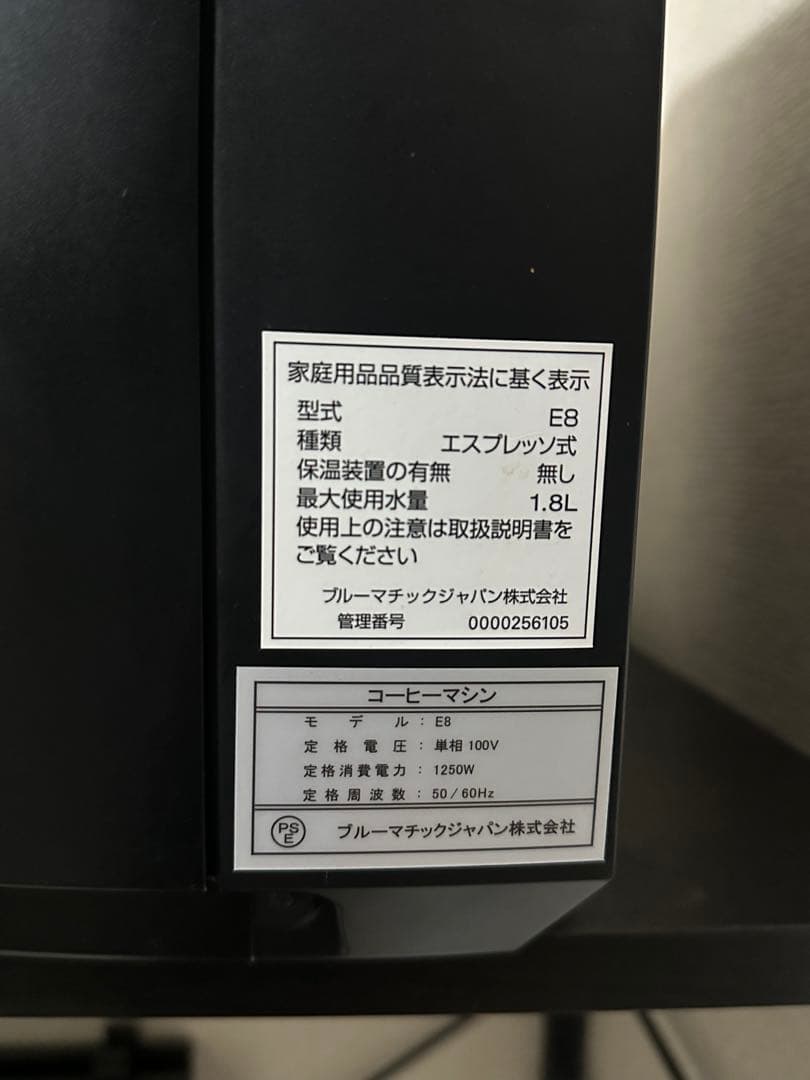 家庭用品品質表示法に基く表示
型式 E8
種類 エスプレッソ式
保温装置の有無 無し
最大使用水量 1.8L
使用上の注意は取扱説明書を
ご覧ください
ブルーマチックジャパン株式会社
管理番号 0000256105
コーヒーマシン
モデル：E8
定格電圧：単相100V
定格消費電力：1250W
定格周波数：50/60Hz
PSE ブルーマチックジャパン株式会社